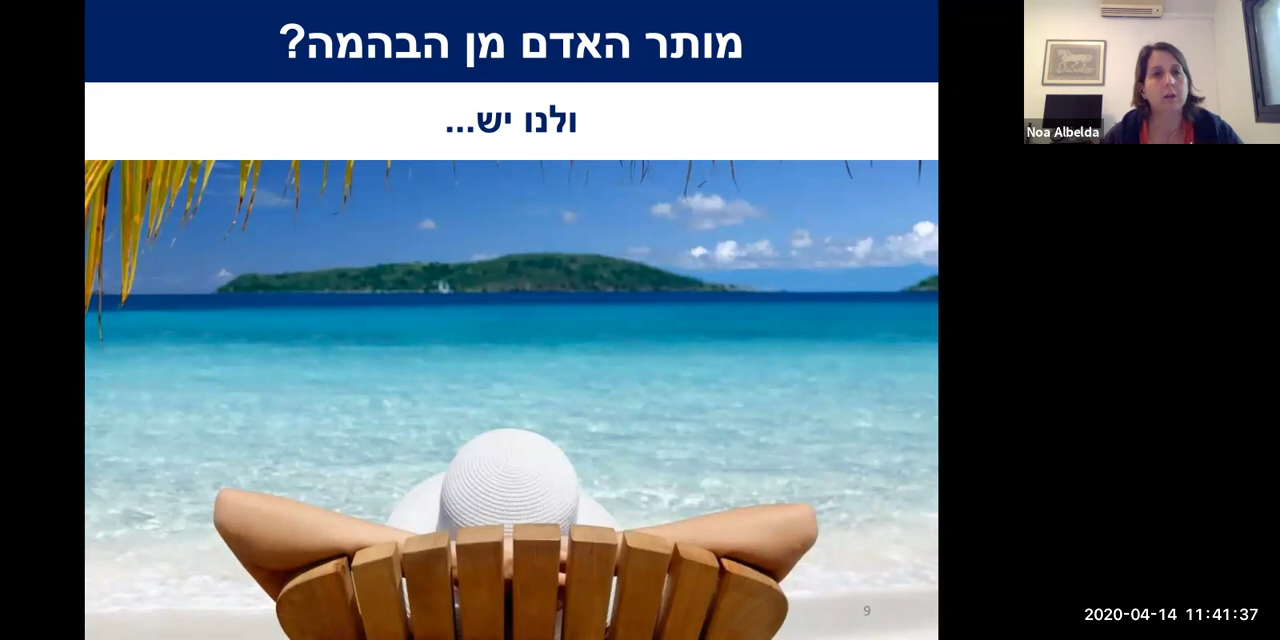 מותר האדם מן הבהמה?
ולנו יש...
Noa Albelda
9
2020-04-14 11:41:37